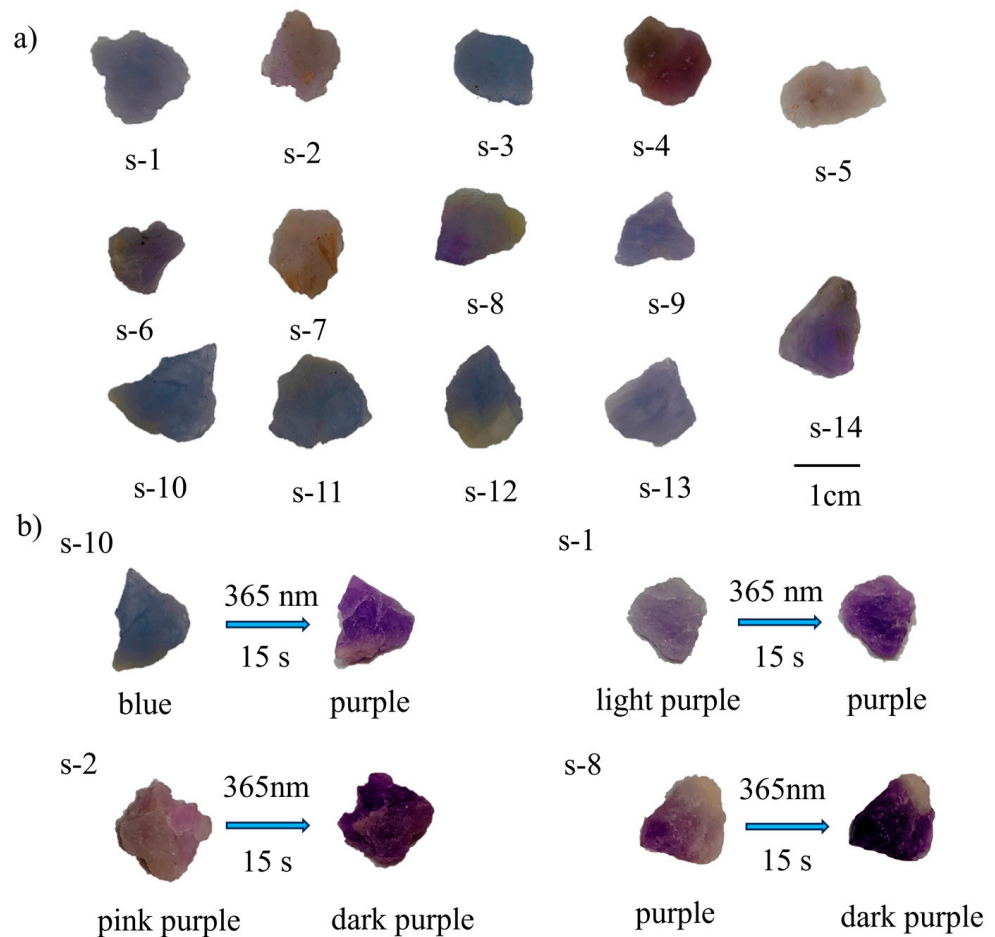 a)
s-1
s-2
s-3
s-4
s-5
s-6
s-7
s-8
s-9
s-10
s-11
s-12
s-13
s-14
1cm
b)
s-10
365 nm
15 s
blue
purple
s-1
365 nm
15 s
light purple
purple
s-2
365nm
15 s
pink purple
dark purple
s-8
365nm
15 s
purple
dark purple